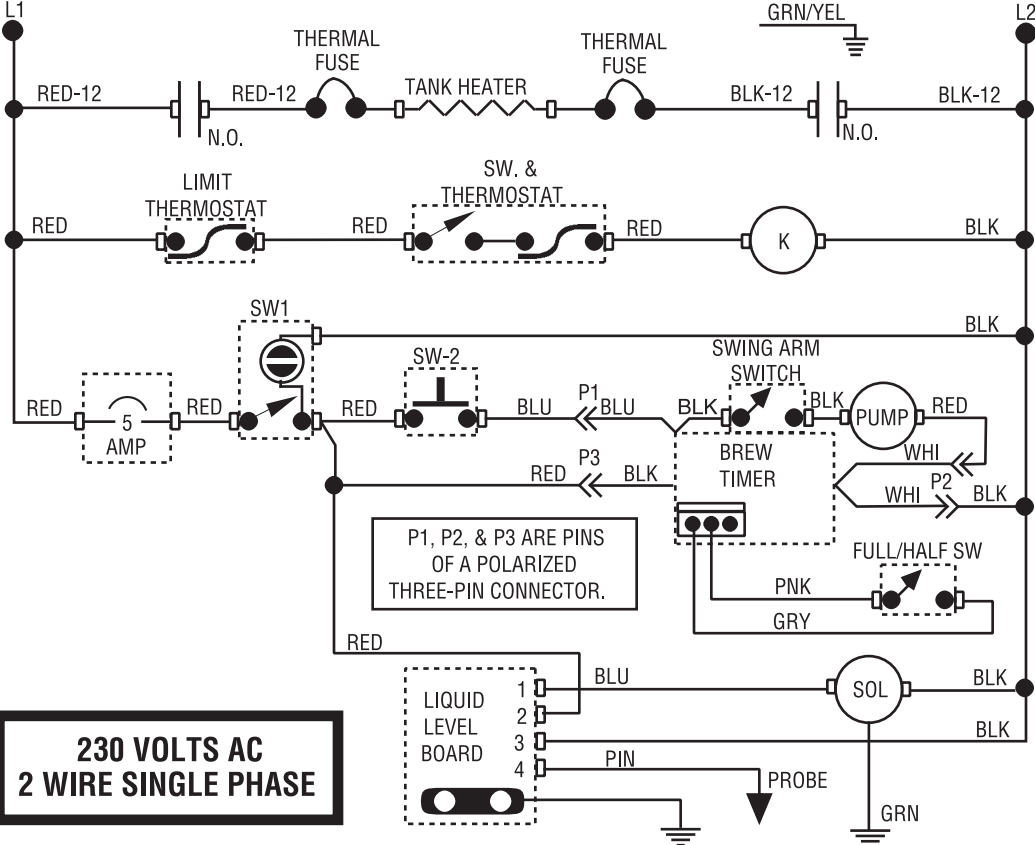 L1
GRN/YEL
L2
THERMAL
FUSE
THERMAL
FUSE
RED-12
RED-12
TANK HEATER
BLK-12
BLK-12
N.O.
N.O.
LIMIT
THERMOSTAT
SW. &
THERMOSTAT
RED
RED
RED
K
BLK
SW1
BLK
SW-2
SWING ARM
SWITCH
RED
5
AMP
RED
RED
BLU
P1
BLU
BLK
BLK
PUMP
RED
BREW
TIMER
WHI
RED
P3
BLK
WHI
P2
BLK
P1, P2, & P3 ARE PINS
OF A POLARIZED
THREE-PIN CONNECTOR.
FULL/HALF SW
PNK
GRY
RED
LIQUID
LEVEL
BOARD
1
2
3
4
BLU
SOL
BLK
BLK
PIN
PROBE
GRN
230 VOLTS AC
2 WIRE SINGLE PHASE